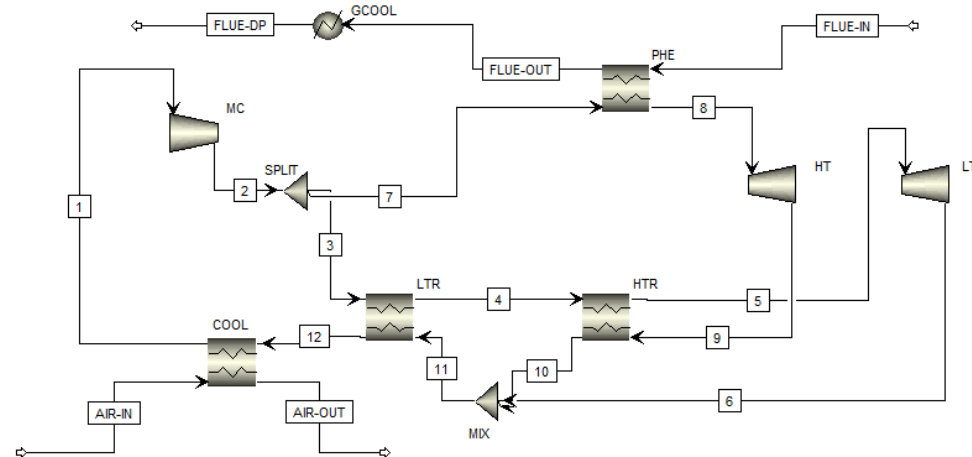 FLUE-DP
GCOOL
FLUE-IN
FLUE-OUT
PHE
8
MC
HT
LT
2
SPLIT
7
1
3
LTR
4
HTR
5
COOL
12
9
11
10
6
AIR-IN
AIR-OUT
MIX